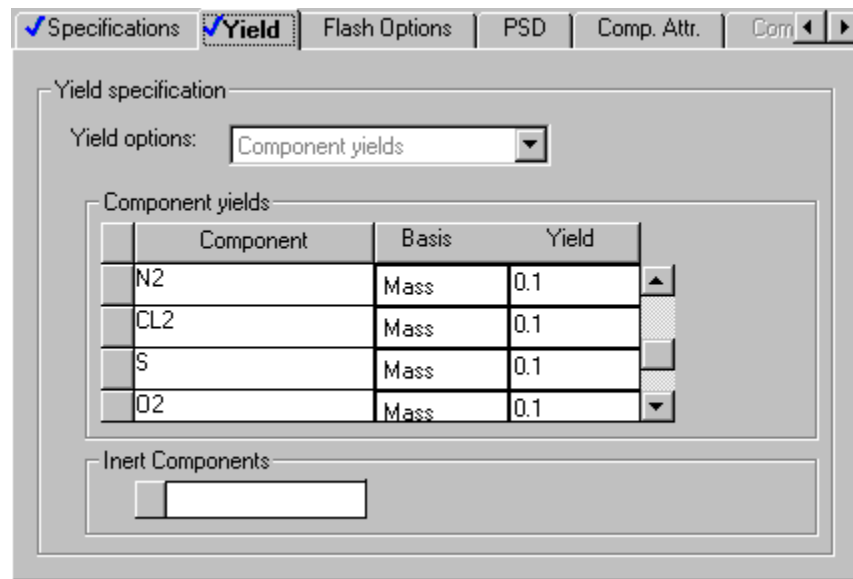 Specifications Yield Flash Options PSD Comp. Attr. Com
Yield specification
Yield options: Component yields
Component yields
Component Basis Yield
N2 Mass 0.1
CL2 Mass 0.1
S Mass 0.1
O2 Mass 0.1
Inert Components